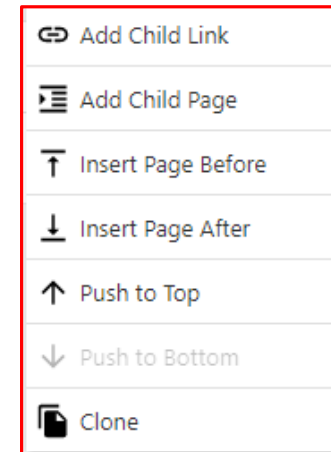 Add Child Link
Add Child Page
Insert Page Before
Insert Page After
Push to Top
Push to Bottom
Clone